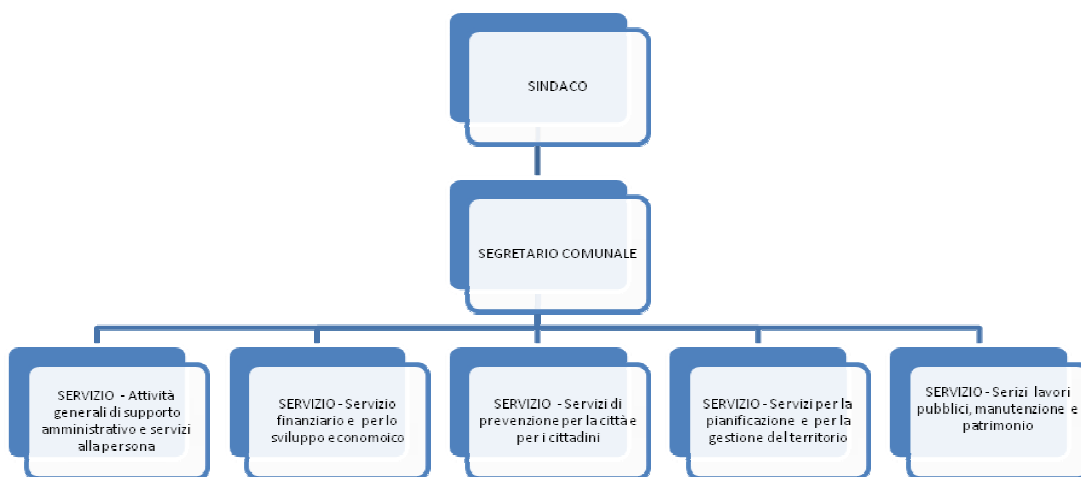 SINDACO
SEGRETARIO COMUNALE
SERVIZIO - Attività
generali di supporto
amministrativo e servizi
alla persona
SERVIZIO - Servizio
finanziario e per lo
sviluppo economoico
SERVIZIO - Servizi di
prevenzione per la città e
per i cittadini
SERVIZIO - Servizi per la
pianificazione e per la
gestione del territorio
SERVIZIO - Serizi lavori
pubblici, manutenzione e
patrimonio